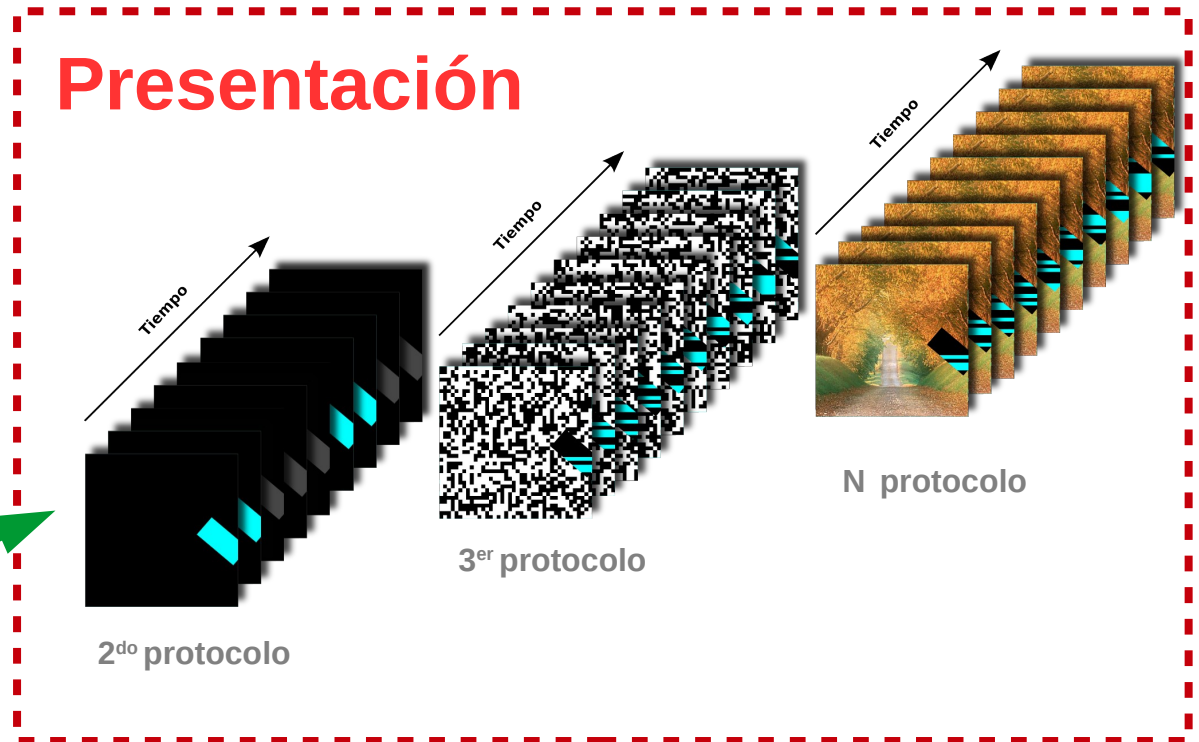 Presentación
Tiempo
Tiempo
Tiempo
N protocolo
3er protocolo
2do protocolo